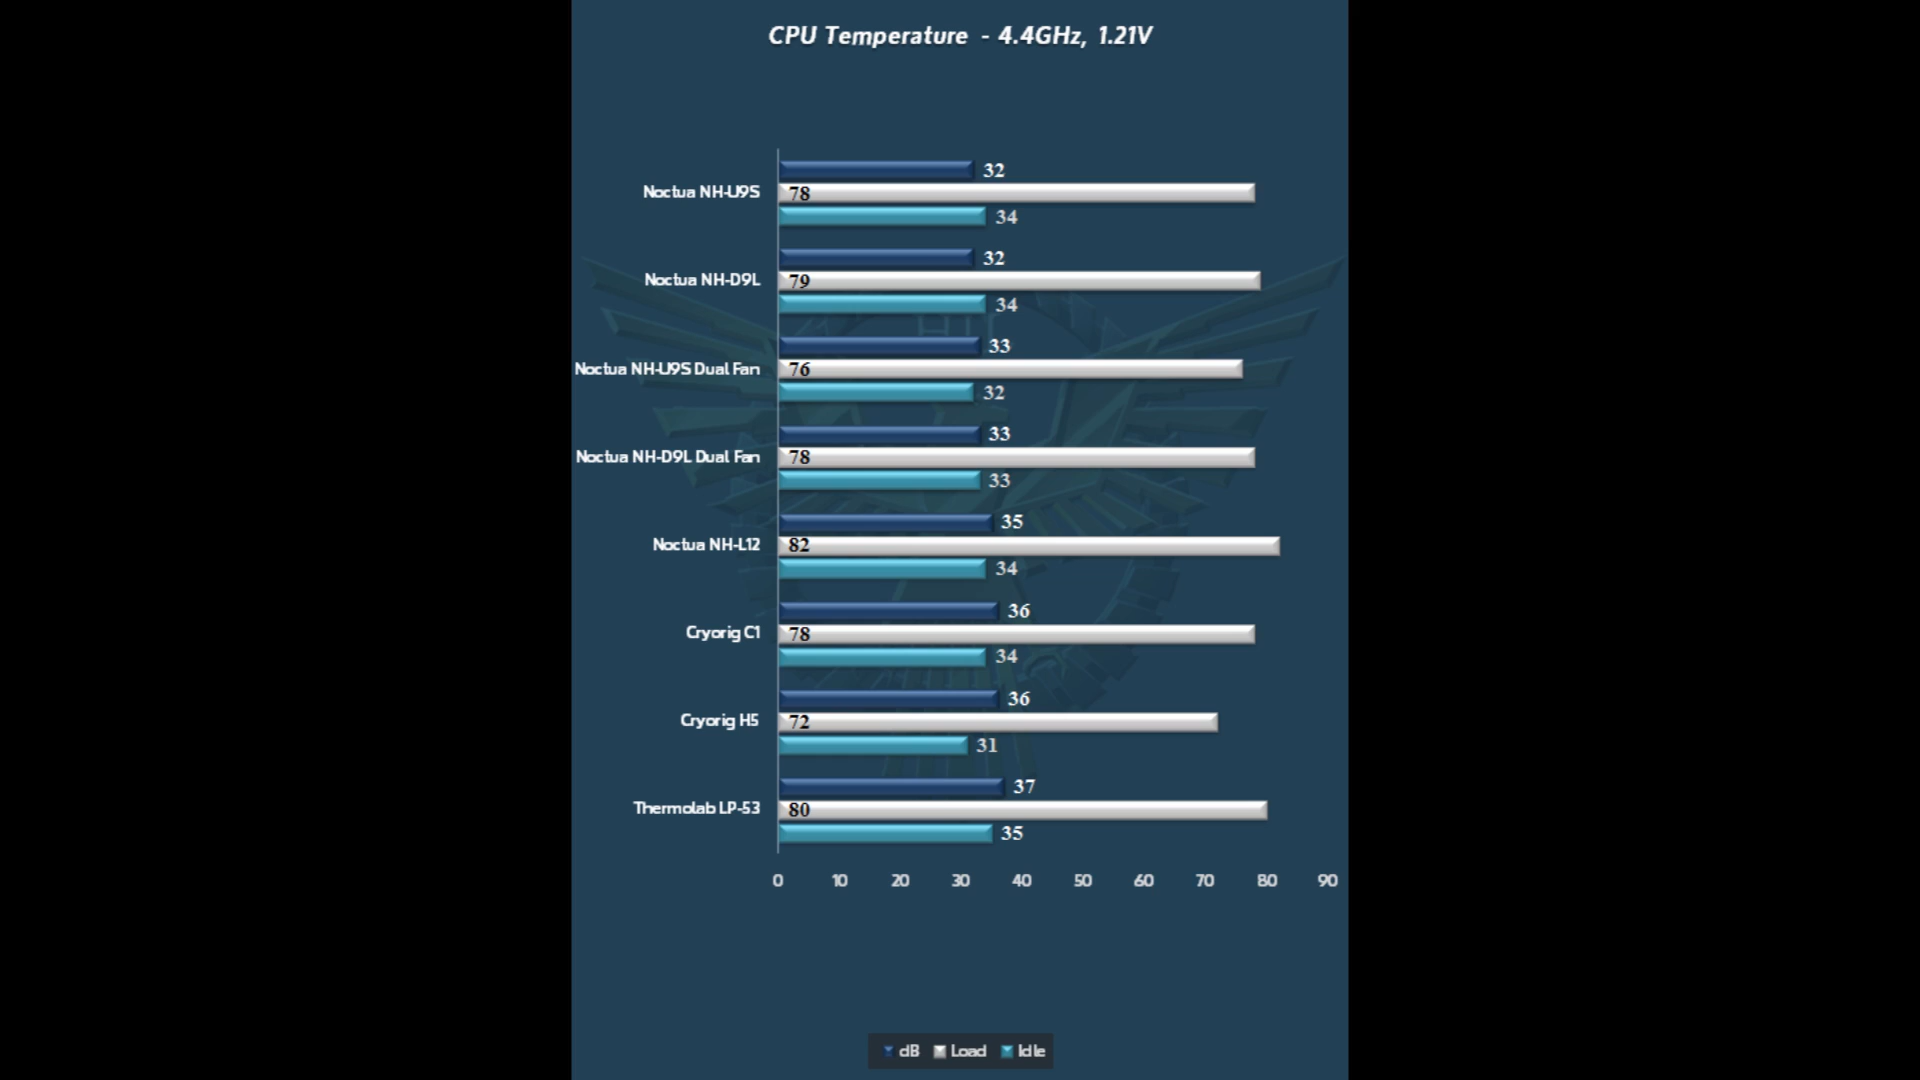 CPU Temperature - 4.4GHz, 1.21V
32
Noctua NH-U9S 78
34
32
Noctua NH-D9L 79
34
33
Noctua NH-U9S Dual Fan 76
32
33
Noctua NH-D9L Dual Fan 78
33
35
Noctua NH-L12 82
34
36
Cryorig C1 78
34
36
Cryorig H5 72
31
37
Thermolab LP-53 80
35
0 10 20 30 40 50 60 70 80 90
dB Load Idle